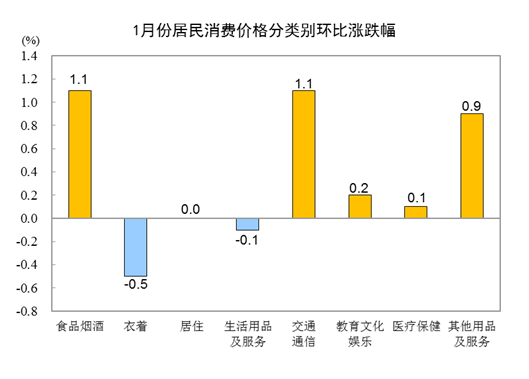 1月份居民消费价格分类别环比涨跌幅
(%)
1.4
1.2
1.0
0.8
0.6
0.4
0.2
0.0
-0.2
-0.4
-0.6
-0.8
1.1
-0.5
0.0
-0.1
1.1
0.2
0.1
0.9
食品烟酒
衣着
居住
生活用品
及服务
交通
通信
教育文化
娱乐
医疗保健
其他用品
及服务